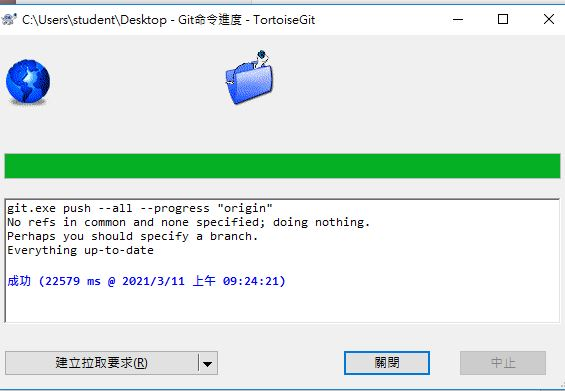 C:\Users\student\Desktop - Git命令進度 - TortoiseGit
git.exe push --all --progress "origin"
No refs in common and none specified; doing nothing.
Perhaps you should specify a branch.
Everything up-to-date
成功 (22579 ms @ 2021/3/11 上午 09:24:21)
建立拉取要求(R)
關閉
中止